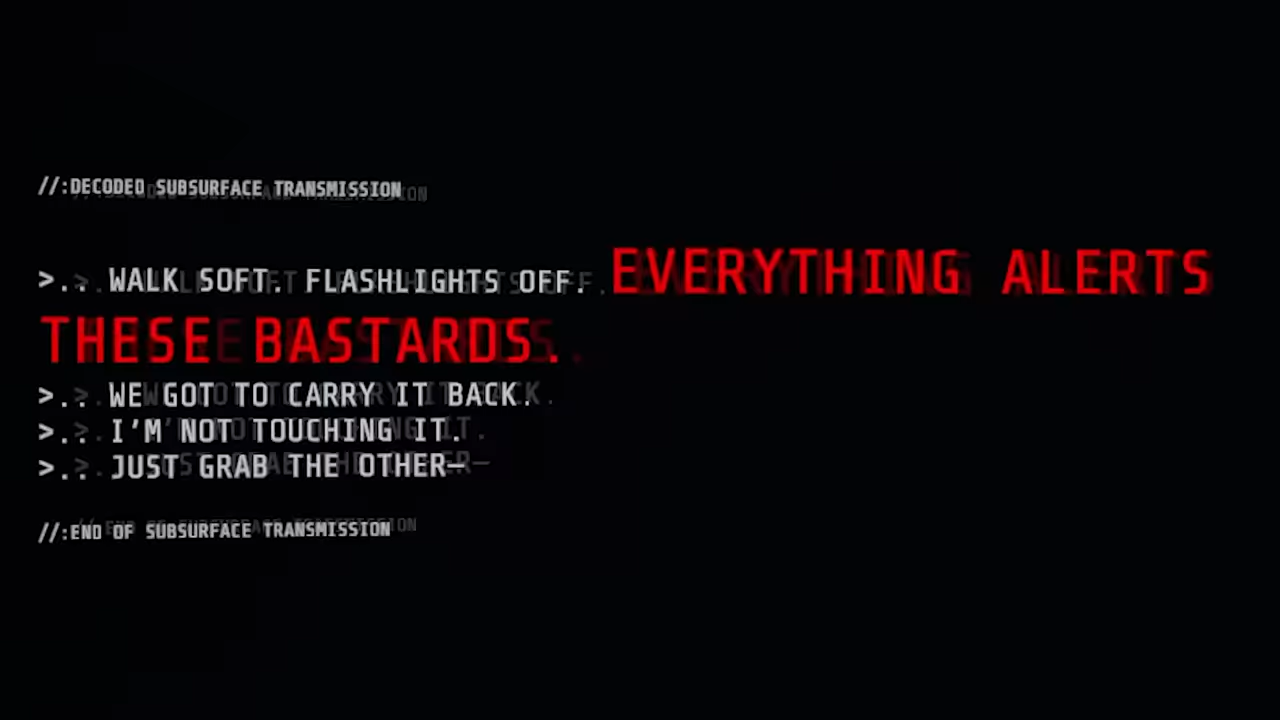 //:DECODED SUBSURFACE TRANSMISSION
>.. WALK SOFT. FLASHLIGHTS OFF. EVERYTHING ALERTS
THESE BASTARDS.
>.. WE GOT TO CARRY IT BACK.
>.. I’M NOT TOUCHING IT.
>.. JUST GRAB THE OTHER—
//:END OF SUBSURFACE TRANSMISSION